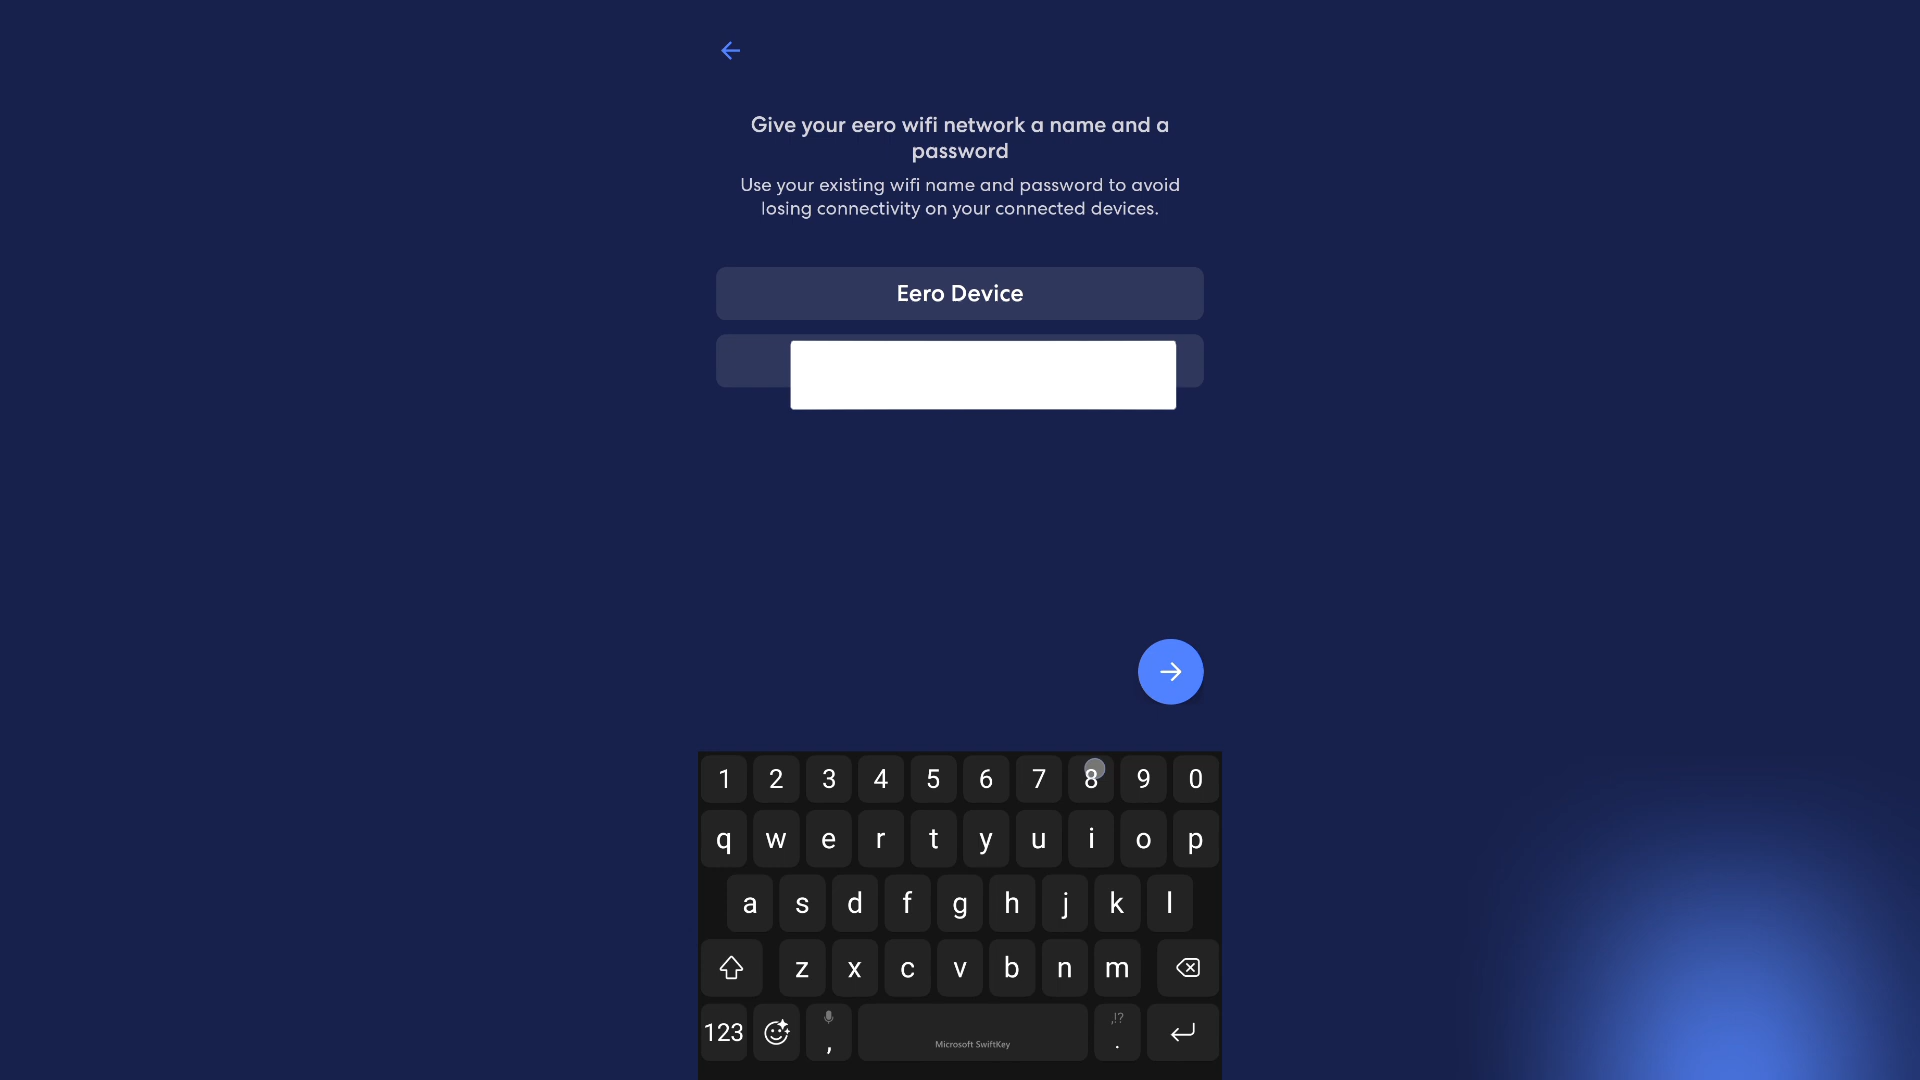 Give your eero wifi network a name and a
password
Use your existing wifi name and password to avoid
losing connectivity on your connected devices.
Eero Device
1 2 3 4 5 6 7 8 9 0
q w e r t y u i o p
a s d f g h j k l
z x c v b n m
,!?
123 , Microsoft SwiftKey .